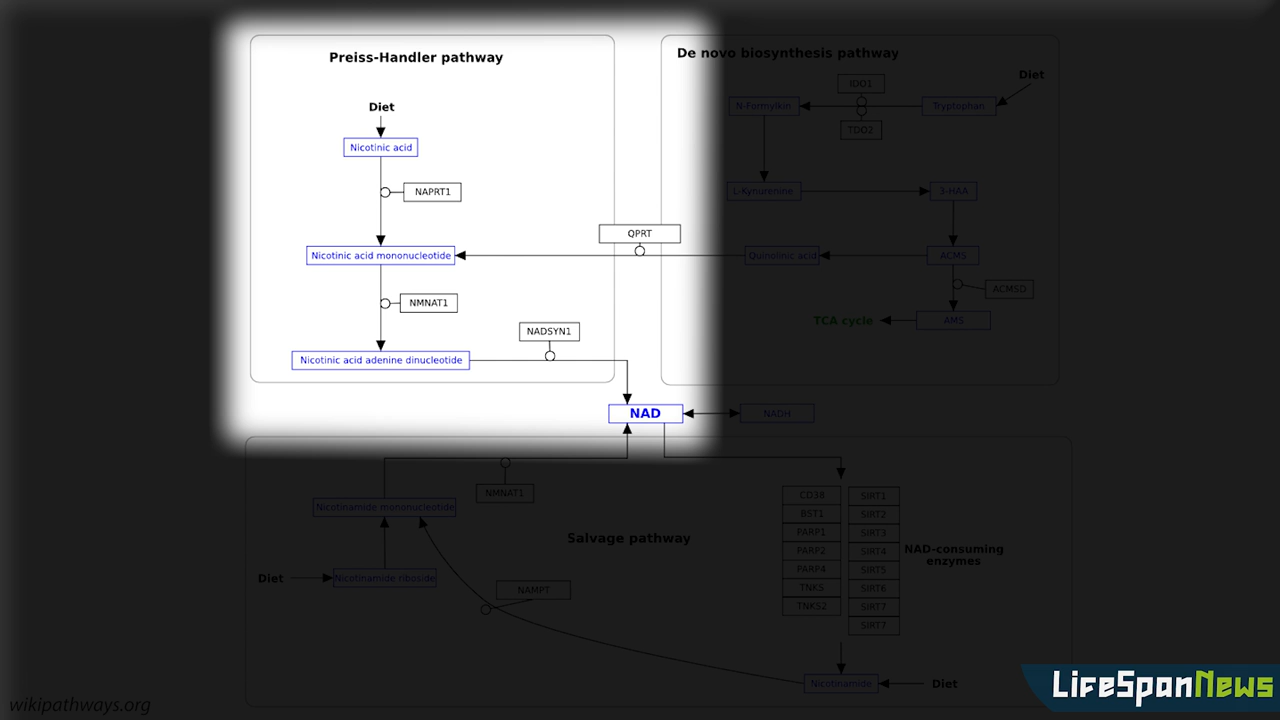 Preiss-Handler pathway
Diet
Nicotinic acid
NAPRT1
QPRT
Nicotinic acid mononucleotide
NMNAT1
NADSYN1
Nicotinic acid adenine dinucleotide
NAD
De novo biosynthesis pathway
Diet
IDO1
N-Formylkin
Tryptophan
TDO2
L-Kynurenine
3-HAA
Quinolinic acid
ACMS
ACMSD
TCA cycle
AMS
NADH
NMNAT1
Nicotinamide mononucleotide
Salvage pathway
Diet
Nicotinamide riboside
NAMPT
CD38
BST1
PARP1
PARP2
PARP4
TNKS
TNKS2
SIRT1
SIRT2
SIRT3
SIRT4
SIRT5
SIRT6
SIRT7
SIRT7
NAD-consuming
enzymes
Nicotinamide
Diet
wikipathways.org
LifeSpanNews